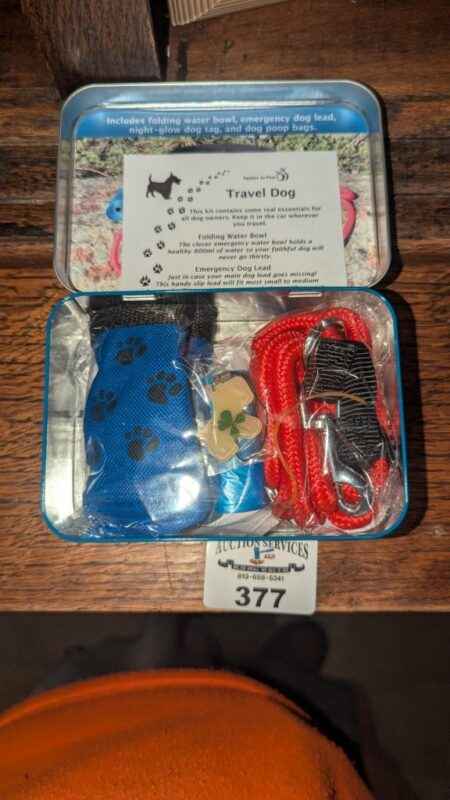 Includes folding water bowl, emergency dog lead,
night-glow dog tag, and dog poop bags.
Apples to Pears
Travel Dog
This kit contains some real essentials for
all dog owners. Keep it in the car wherever
you travel.
Folding Water Bowl
The clever emergency water bowl holds a
healthy 800ml of water so your faithful dog will
never go thirsty.
Emergency Dog Lead
Just in case your main dog lead goes missing!
This handy slip lead will fit most small to medium
AUCTION SERVICES
377